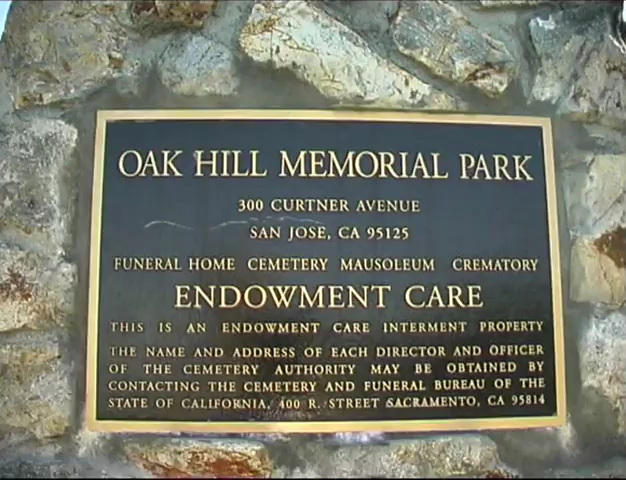 OAK HILL MEMORIAL PARK
300 CURTNER AVENUE
SAN JOSE, CA 95125
FUNERAL HOME CEMETERY MAUSOLEUM CREMATORY
ENDOWMENT CARE
THIS IS AN ENDOWMENT CARE INTERMENT PROPERTY
THE NAME AND ADDRESS OF EACH DIRECTOR AND OFFICER
OF THE CEMETERY AUTHORITY MAY BE OBTAINED BY
CONTACTING THE CEMETERY AND FUNERAL BUREAU OF THE
STATE OF CALIFORNIA, 400 R. STREET SACRAMENTO, CA 95814